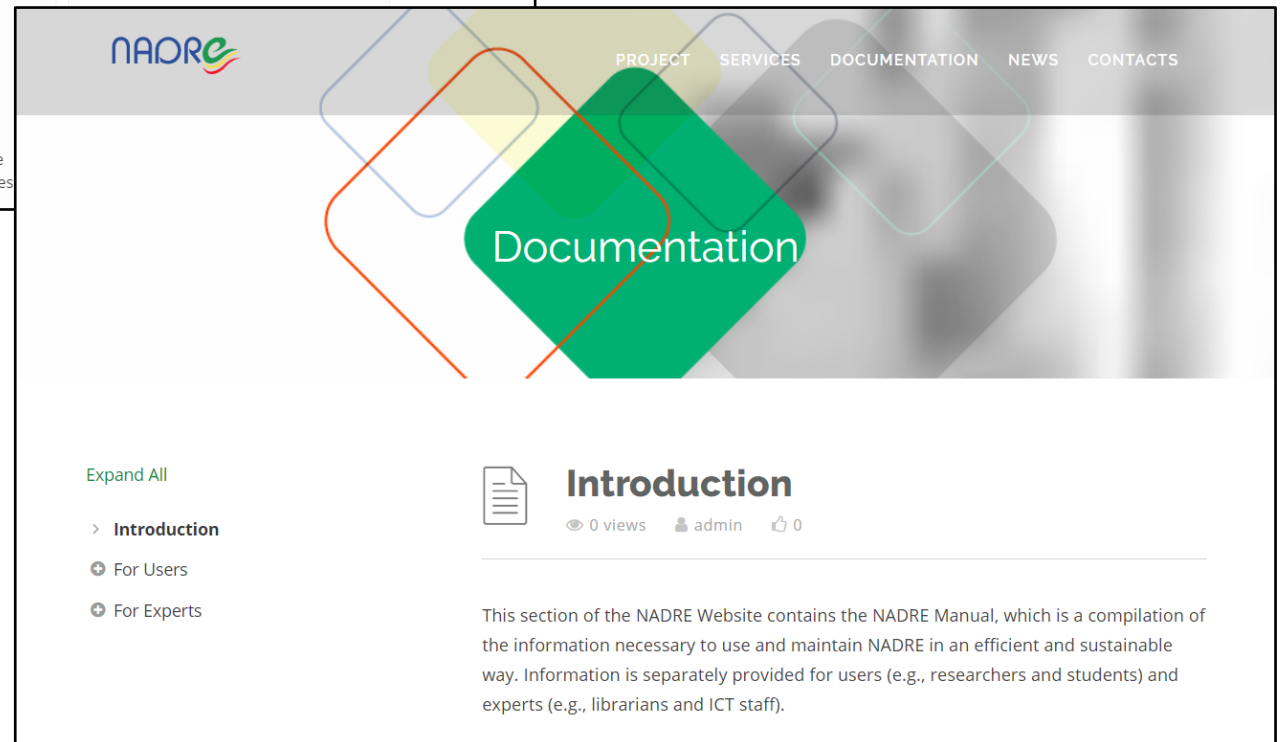 e
es
NADRe
PROJECT SERVICES DOCUMENTATION NEWS CONTACTS
Documentation
Expand All
Introduction
For Users
For Experts
Introduction
0 views admin 0
This section of the NADRE Website contains the NADRE Manual, which is a compilation of
the information necessary to use and maintain NADRE in an efficient and sustainable
way. Information is separately provided for users (e.g., researchers and students) and
experts (e.g., librarians and ICT staff).